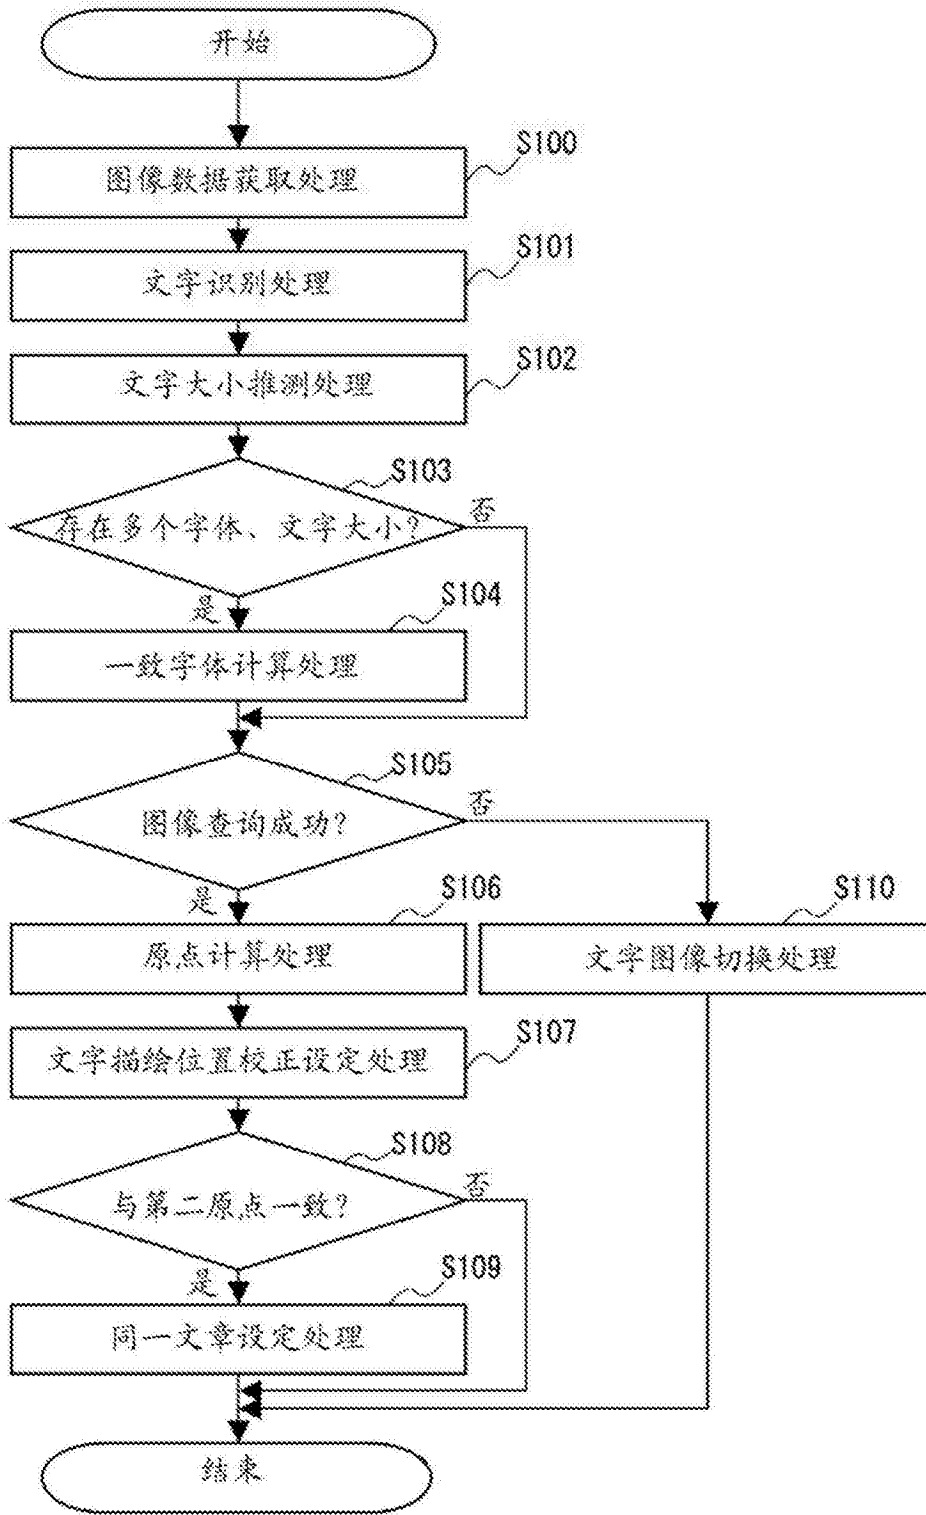 开始
S100
图像数据获取处理
S101
文字识别处理
S102
文字大小推测处理
S103
存在多个字体、文字大小?
否
是
S104
一致字体计算处理
S105
图像查询成功?
否
是
S106
原点计算处理
S110
文字图像切换处理
S107
文字描绘位置校正设定处理
S108
与第二原点一致?
否
是
S109
同一文章设定处理
结束